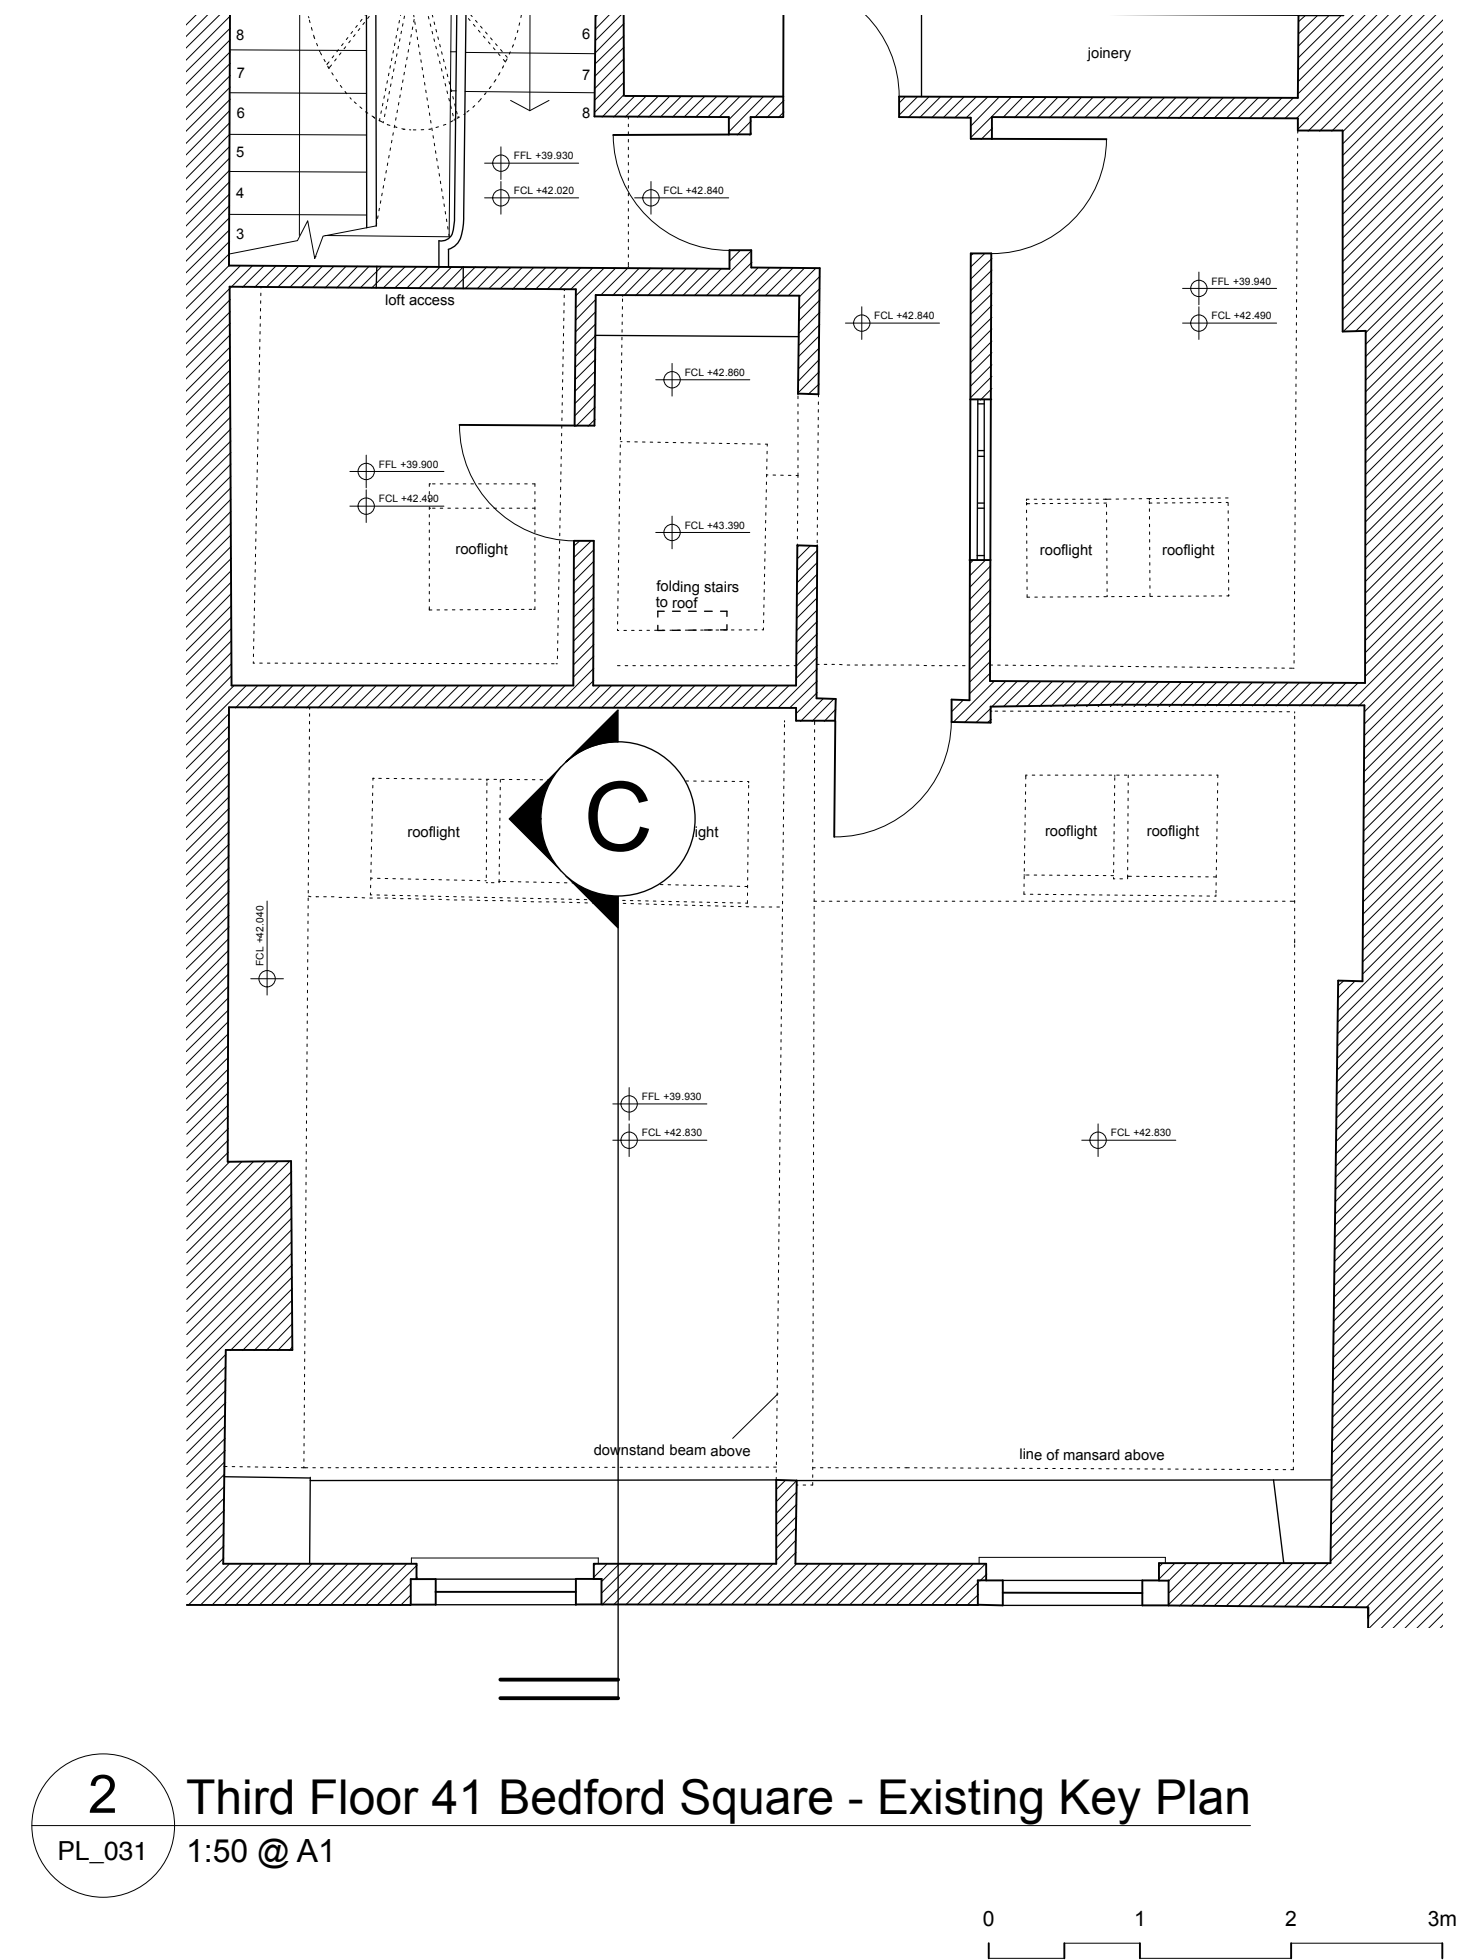 8
7
6
5
4
3
6
7
8
joinery
FFL +39.930
FCL +42.020
FCL +42.840
loft access
FFL +39.940
FCL +42.490
FCL +42.840
FCL +42.860
FFL +39.900
FCL +42.490
rooflight
FCL +43.390
folding stairs
to roof
rooflight
rooflight
rooflight
C
ight
rooflight
rooflight
FCL +42.040
FFL +39.930
FCL +42.830
FCL +42.830
downstand beam above
line of mansard above
2
PL_031
Third Floor 41 Bedford Square - Existing Key Plan
1:50 @ A1
0
1
2
3m